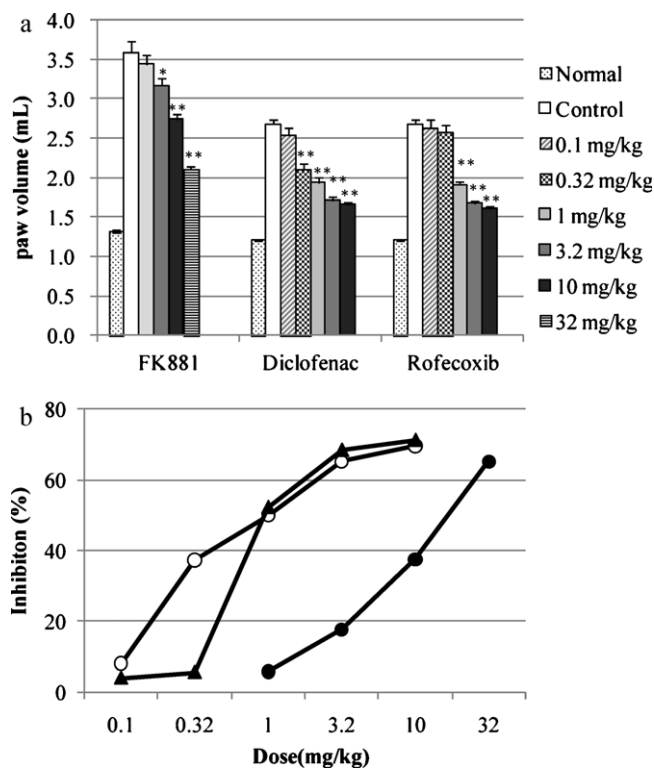 a
4.0
3.5
3.0
2.5
2.0
1.5
1.0
0.5
0.0
paw volume (mL)
*
**
**
**
**
**
**
**
**
**
FK881
Diclofenac
Rofecoxib
Normal
Control
0.1 mg/kg
0.32 mg/kg
1 mg/kg
3.2 mg/kg
10 mg/kg
32 mg/kg
b
80
60
40
20
0
Inhibiton (%)
0.1 0.32 1 3.2 10 32
Dose(mg/kg)